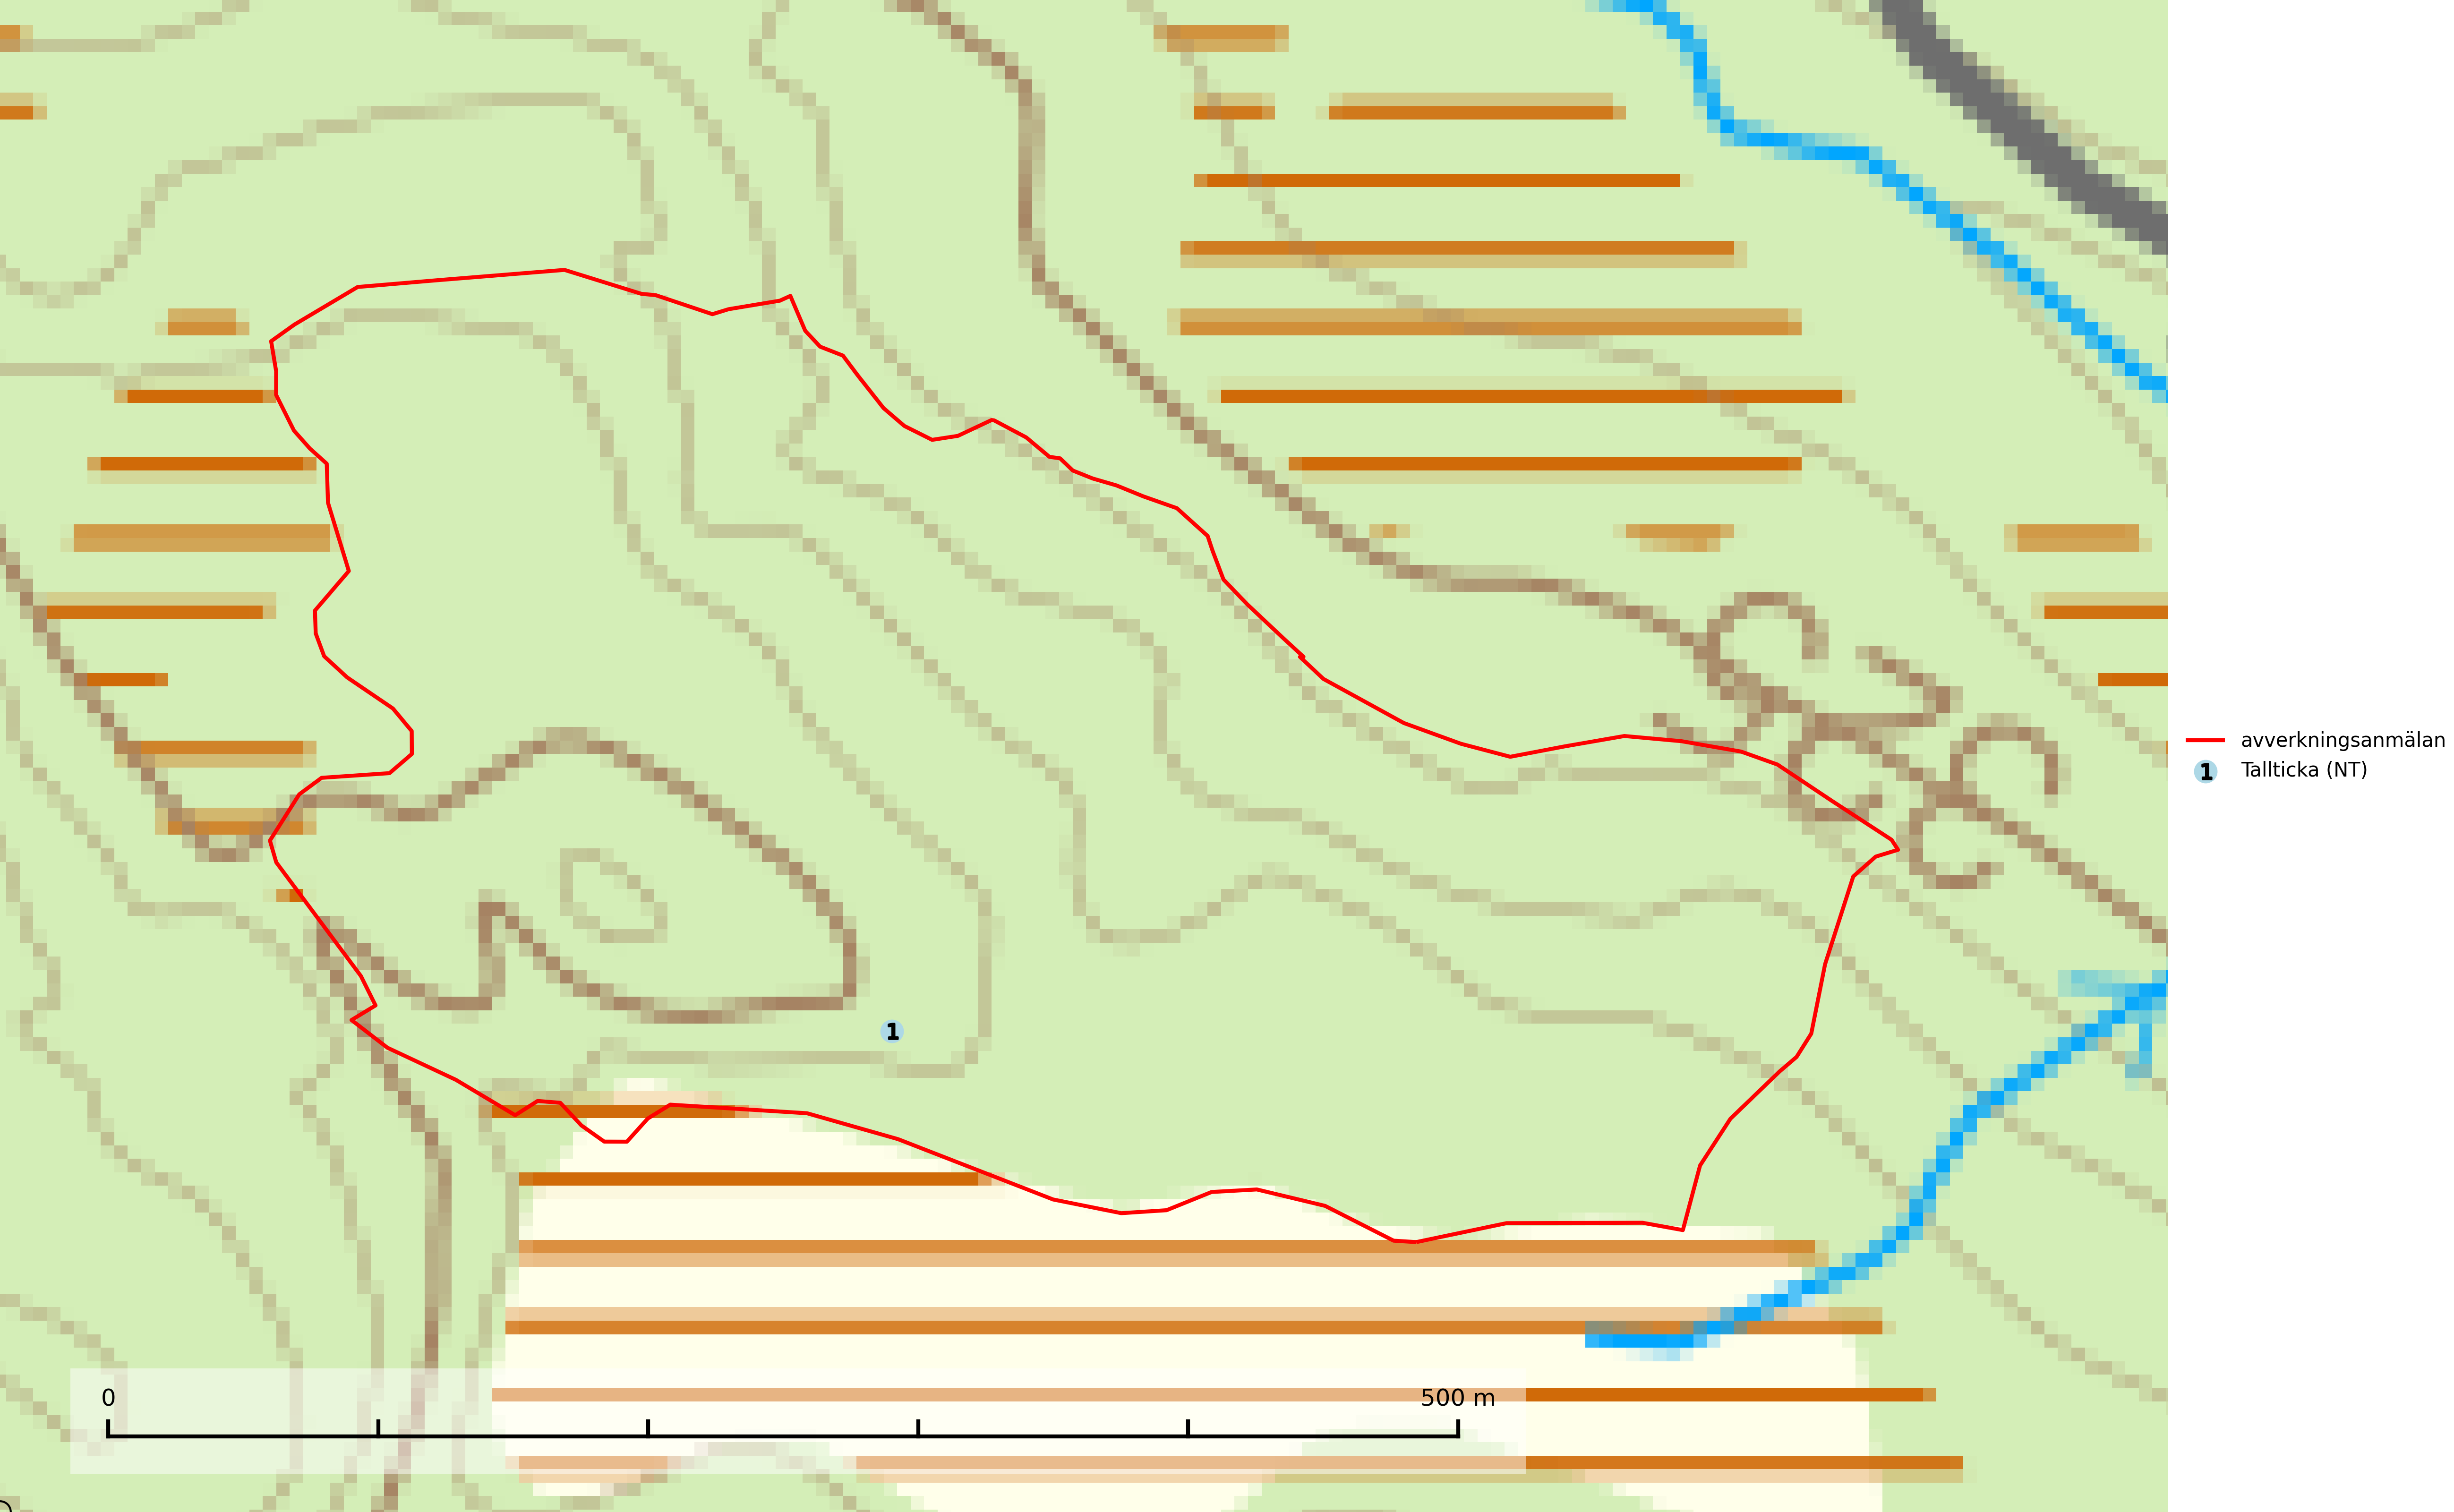 avverkningsanmälan
1 Tallticka (NT)
1
0 500 m